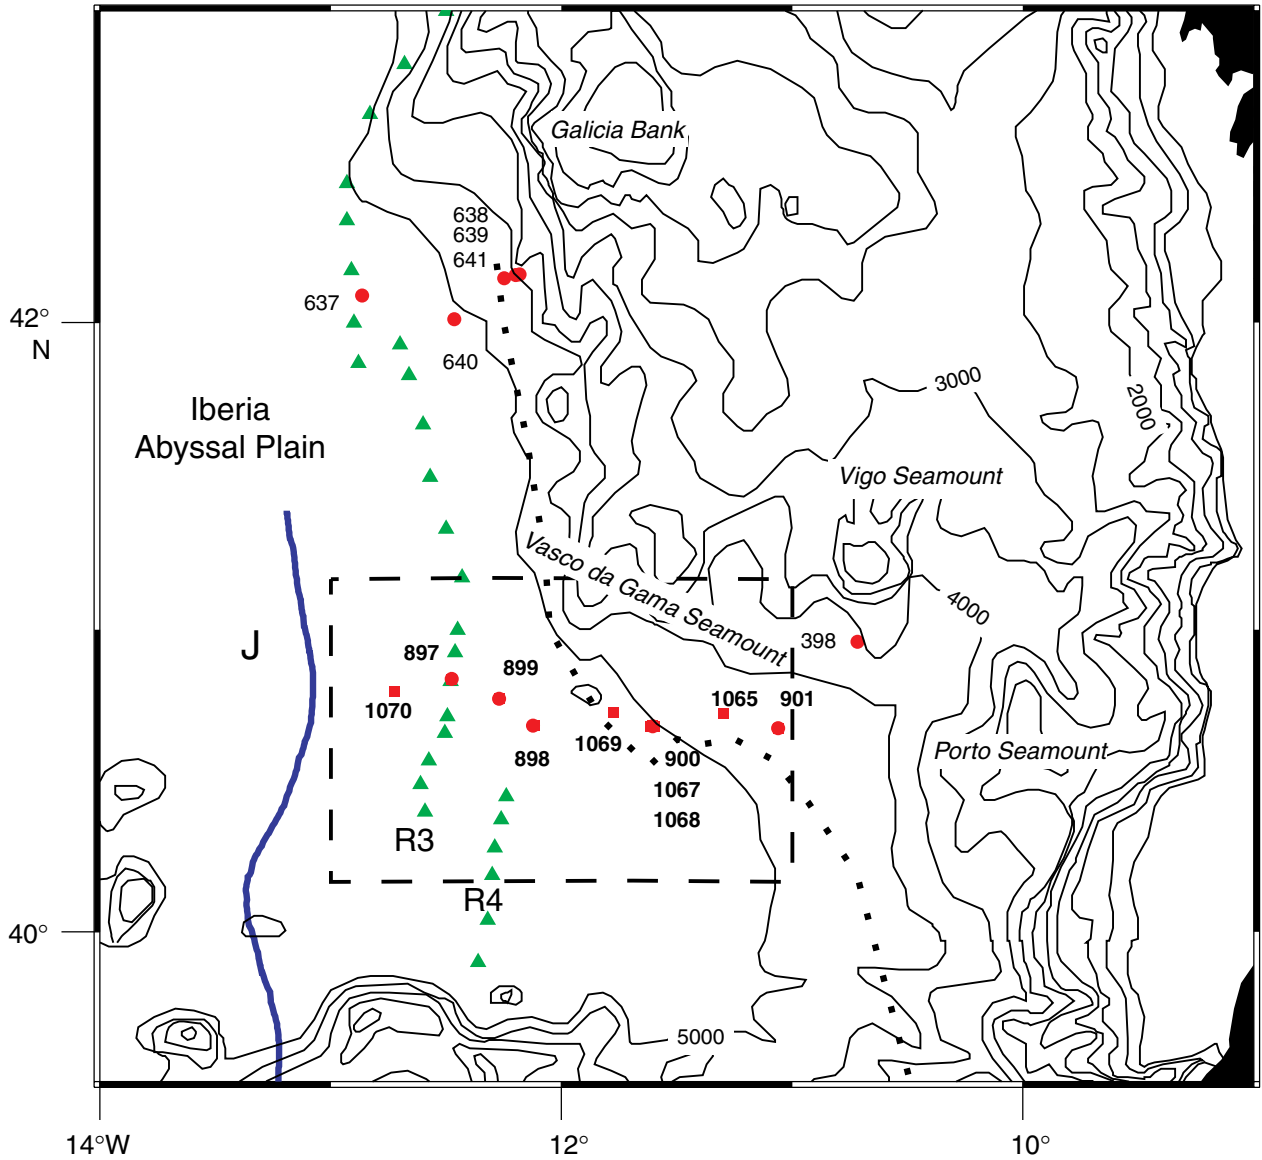 Galicia Bank
638
639
641
637
42°
N
640
3000
2000
Iberia
Abyssal Plain
Vigo Seamount
Vasco da Gama Seamount
4000
J
398
897
899
1070
1065
901
1069
898
900
1067
1068
Porto Seamount
R3
R4
40°
5000
14°W
12°
10°